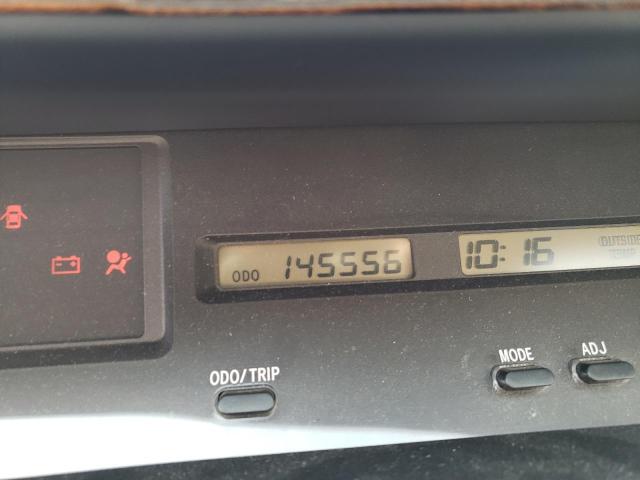 ODO 145556
10:16 OUTSIDE
ODO/TRIP
MODE
ADJ